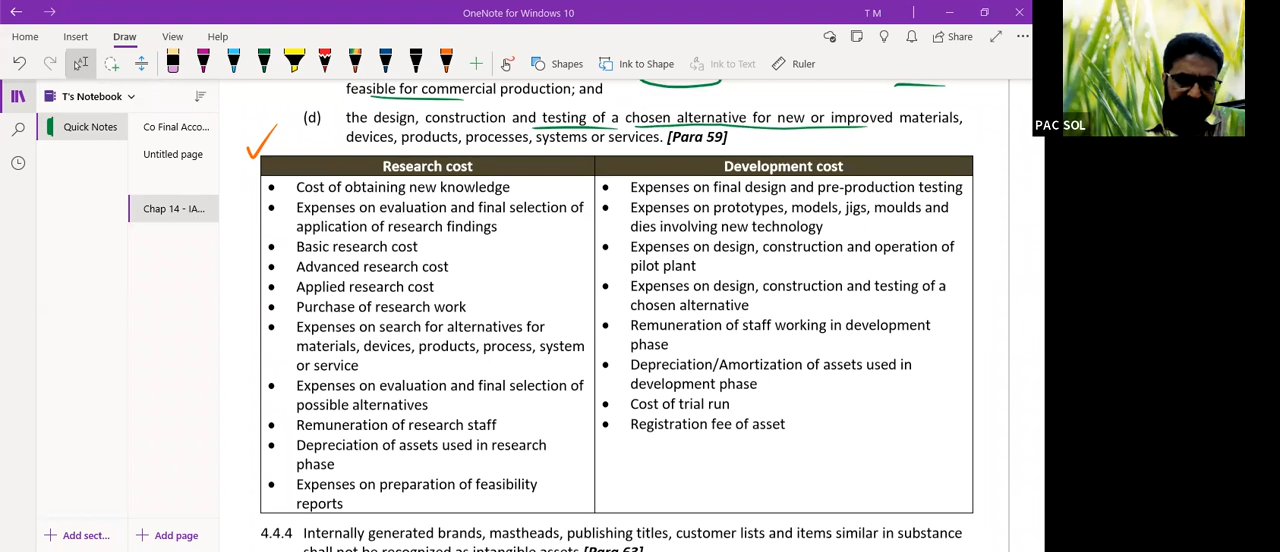 OneNote for Windows 10
T M
Home Insert Draw View Help
Share
Shapes Ink to Shape Ink to Text Ruler
T's Notebook
Quick Notes
Co Final Acco...
Untitled page
Chap 14 - IA...
Add sect...
Add page
feasible for commercial production; and
(d) the design, construction and testing of a chosen alternative for new or improved materials,
devices, products, processes, systems or services. [Para 59]
Research cost
• Cost of obtaining new knowledge
• Expenses on evaluation and final selection of
application of research findings
• Basic research cost
• Advanced research cost
• Applied research cost
• Purchase of research work
• Expenses on search for alternatives for
materials, devices, products, process, system
or service
• Expenses on evaluation and final selection of
possible alternatives
• Remuneration of research staff
• Depreciation of assets used in research
phase
• Expenses on preparation of feasibility
reports
Development cost
• Expenses on final design and pre-production testing
• Expenses on prototypes, models, jigs, moulds and
dies involving new technology
• Expenses on design, construction and operation of
pilot plant
• Expenses on design, construction and testing of a
chosen alternative
• Remuneration of staff working in development
phase
• Depreciation/Amortization of assets used in
development phase
• Cost of trial run
• Registration fee of asset
4.4.4 Internally generated brands, mastheads, publishing titles, customer lists and items similar in substance
shall not be recognized as intangible assets [Para 63]
PAC SOL